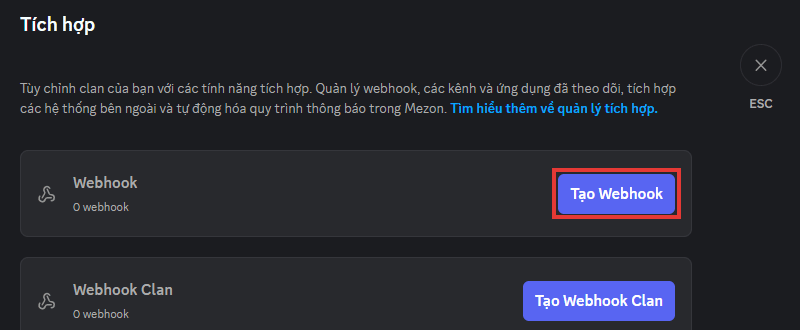 Tích hợp
Tùy chỉnh clan của bạn với các tính năng tích hợp. Quản lý webhook, các kênh và ứng dụng đã theo dõi, tích hợp
các hệ thống bên ngoài và tự động hóa quy trình thông báo trong Mezon. Tìm hiểu thêm về quản lý tích hợp.
ESC
Webhook
0 webhook
Tạo Webhook
Webhook Clan
0 webhook
Tạo Webhook Clan